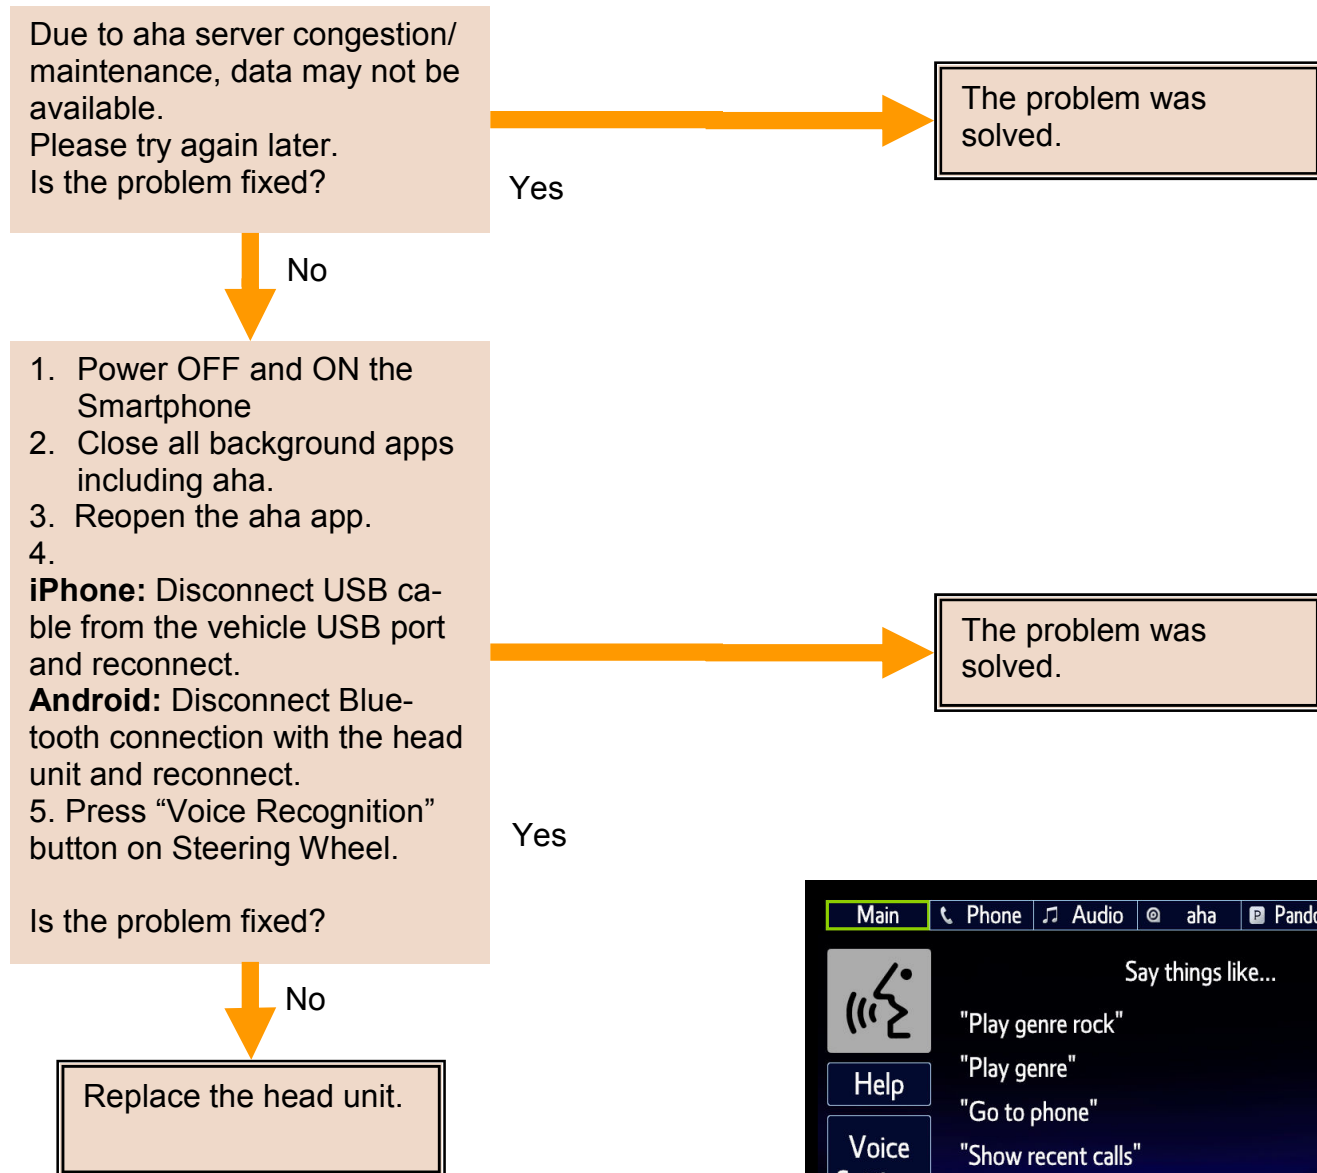 Due to aha server congestion/
maintenance, data may not be
available.
Please try again later.
Is the problem fixed?
Yes
The problem was
solved.
No
1. Power OFF and ON the
Smartphone
2. Close all background apps
including aha.
3. Reopen the aha app.
4.
iPhone: Disconnect USB ca-
ble from the vehicle USB port
and reconnect.
Android: Disconnect Blue-
tooth connection with the head
unit and reconnect.
5. Press “Voice Recognition”
button on Steering Wheel.
Is the problem fixed?
Yes
The problem was
solved.
No
Replace the head unit.
Main Phone Audio aha
Say things like...
"Play genre rock"
"Play genre"
Help
"Go to phone"
Voice
"Show recent calls"